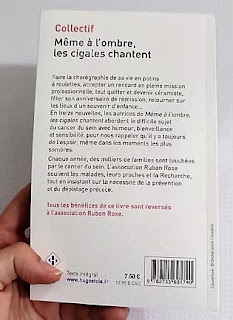 Collectif
Même à l'ombre,
les cigales chantent
Faire la chorégraphie de sa vie en patins
à roulettes, accepter un rencard en pleine mission
professionnelle, tout quitter et devenir céramiste,
fêter son anniversaire de rémission, retourner sur
les lieux d'un souvenir d'enfance...
En treize nouvelles, les autrices de Même à l'ombre,
les cigales chantent abordent le difficile sujet
du cancer du sein avec humour, bienveillance
et sensibilité, pour nous rappeler qu'il y a toujours
de l'espoir, même dans les moments les plus
sombres.
Chaque année, des milliers de familles sont touchées
par le cancer du sein. L'association Ruban Rose
soutient les malades, leurs proches et la Recherche,
tout en insistant sur la nécessité de la prévention
et du dépistage précoce.
Tous les bénéfices de ce livre sont reversés
à l'association Ruban Rose.
Texte intégral
www.hugoetcie.fr
7,50 €
12,95 $ CAD